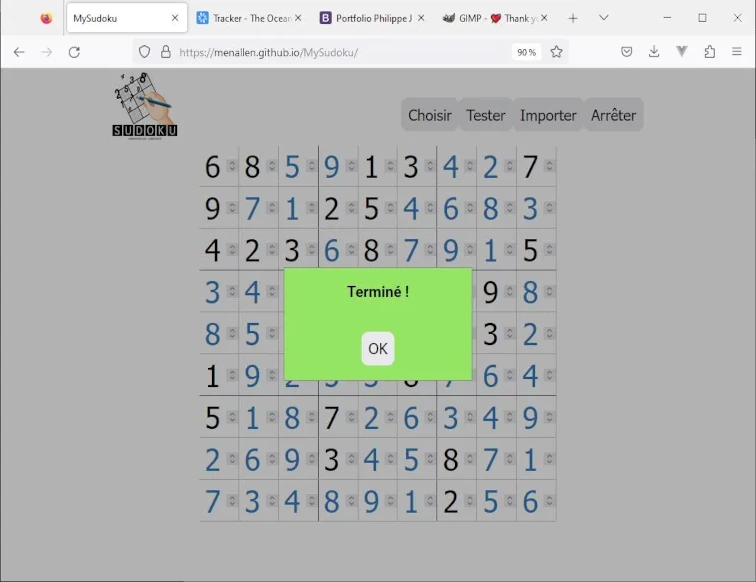 MySudoku
Tracker - The Ocean
Portfolio Philippe J
GIMP - Thank y
https://menallen.github.io/MySudoku/
90 %
SUDOKU
Choisir Tester Importer Arrêter
6 8 5 9 1 3 4 2 7
9 7 1 2 5 4 6 8 3
4 2 3 6 8 7 9 1 5
3 4 9 8
Terminé !
8 5 3 2
OK
1 9 2 6 4
5 1 8 7 2 6 3 4 9
2 6 9 3 4 5 8 7 1
7 3 4 8 9 1 2 5 6